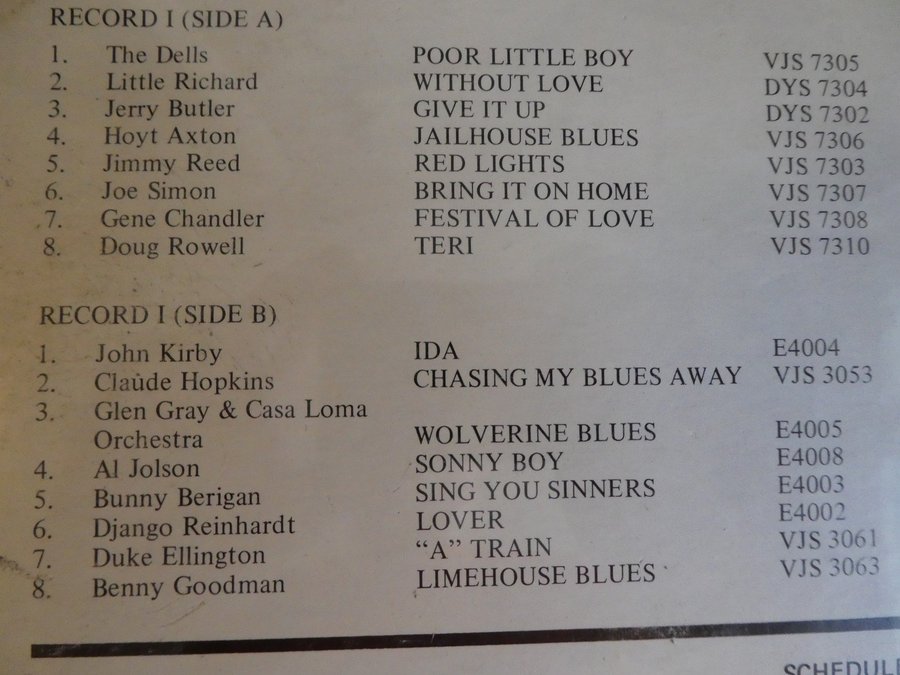 RECORD I (SIDE A)
1. The Dells POOR LITTLE BOY VJS 7305
2. Little Richard WITHOUT LOVE DYS 7304
3. Jerry Butler GIVE IT UP DYS 7302
4. Hoyt Axton JAILHOUSE BLUES VJS 7306
5. Jimmy Reed RED LIGHTS VJS 7303
6. Joe Simon BRING IT ON HOME VJS 7307
7. Gene Chandler FESTIVAL OF LOVE VJS 7308
8. Doug Rowell TERI VJS 7310
RECORD I (SIDE B)
1. John Kirby IDA E4004
2. Claude Hopkins CHASING MY BLUES AWAY VJS 3053
3. Glen Gray & Casa Loma
Orchestra WOLVERINE BLUES E4005
4. Al Jolson SONNY BOY E4008
5. Bunny Berigan SING YOU SINNERS E4003
6. Django Reinhardt LOVER E4002
7. Duke Ellington “A” TRAIN VJS 3061
8. Benny Goodman LIMEHOUSE BLUES VJS 3063